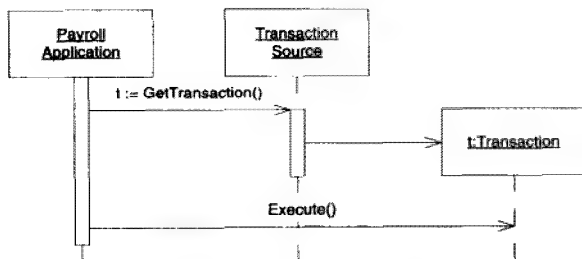 Payroll
Application
Transaction
Source
t := GetTransaction()
t:Transaction
Execute()